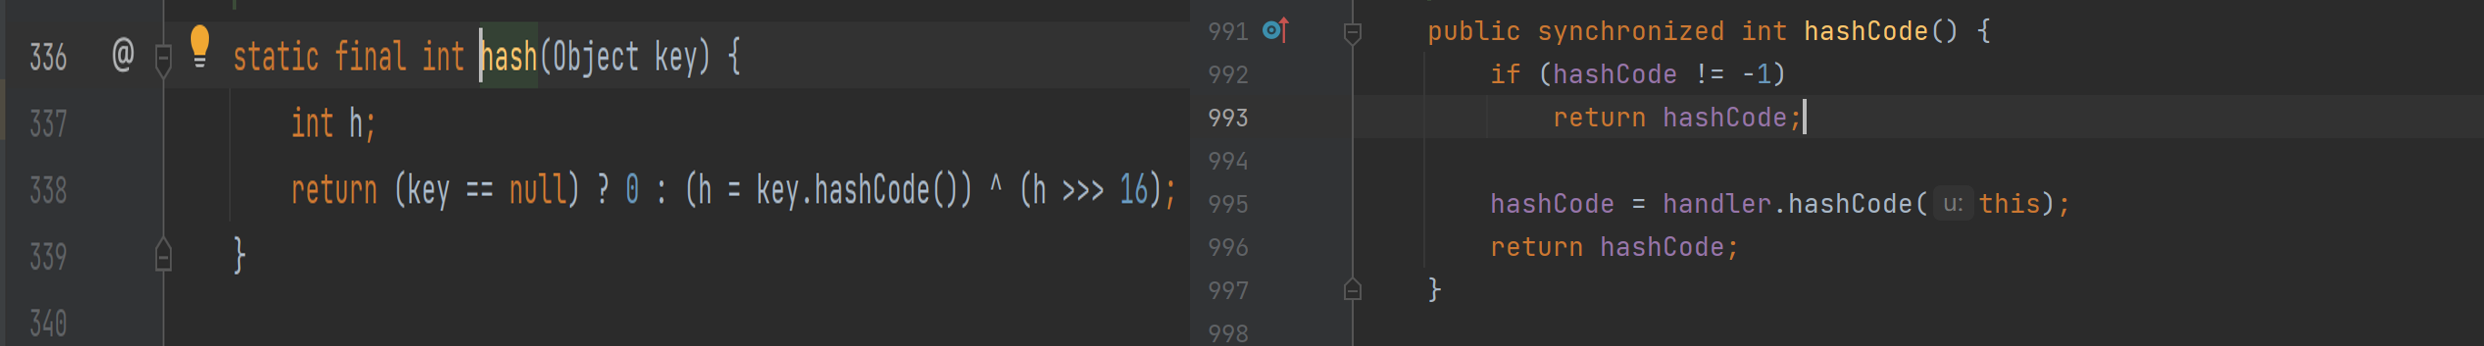 336 @ static final int hash(Object key) {
337 int h;
338 return (key == null) ? 0 : (h = key.hashCode()) ^ (h >>> 16);
339 }
340
991 public synchronized int hashCode() {
992 if (hashCode != -1)
993 return hashCode;
994
995 hashCode = handler.hashCode( u: this);
996 return hashCode;
997 }
998